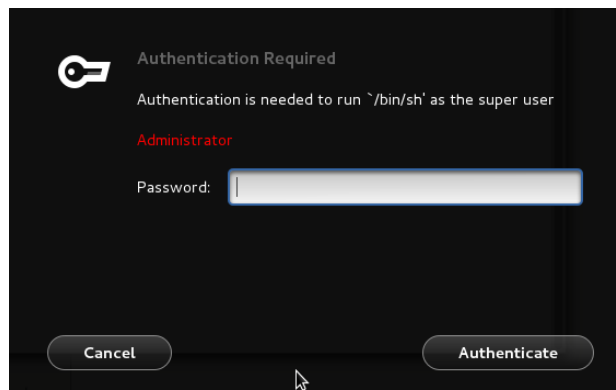 Authentication Required
Authentication is needed to run `/bin/sh' as the super user
Administrator
Password:
Cancel
Authenticate